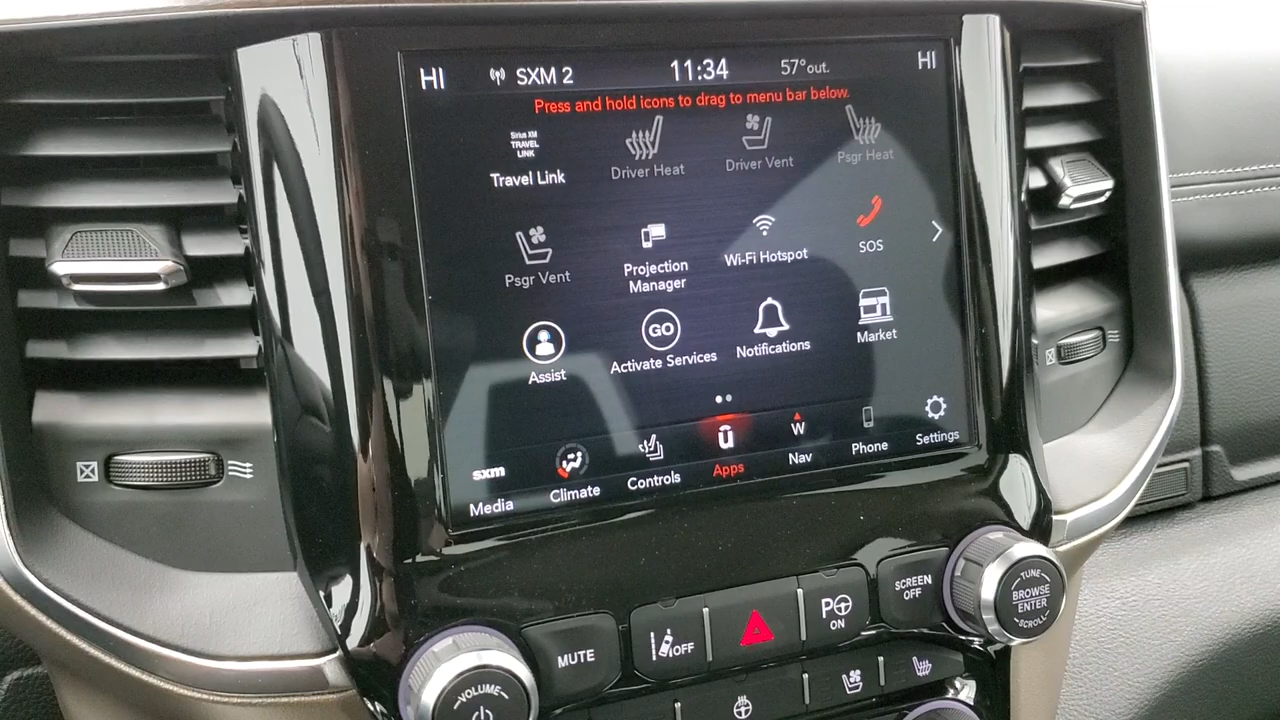 HI
SXM 2
11:34
57° out.
HI
Press and hold icons to drag to menu bar below.
Sirius XM
TRAVEL
LINK
Travel Link
Driver Heat
Driver Vent
Psgr Heat
Psgr Vent
Projection
Manager
Wi-Fi Hotspot
SOS
Assist
GO
Activate Services
Notifications
Market
sxm
Media
Climate
Controls
Apps
W
Nav
Phone
Settings
MUTE
OFF
P
ON
SCREEN
OFF
TUNE
BROWSE
ENTER
SCROLL
VOLUME